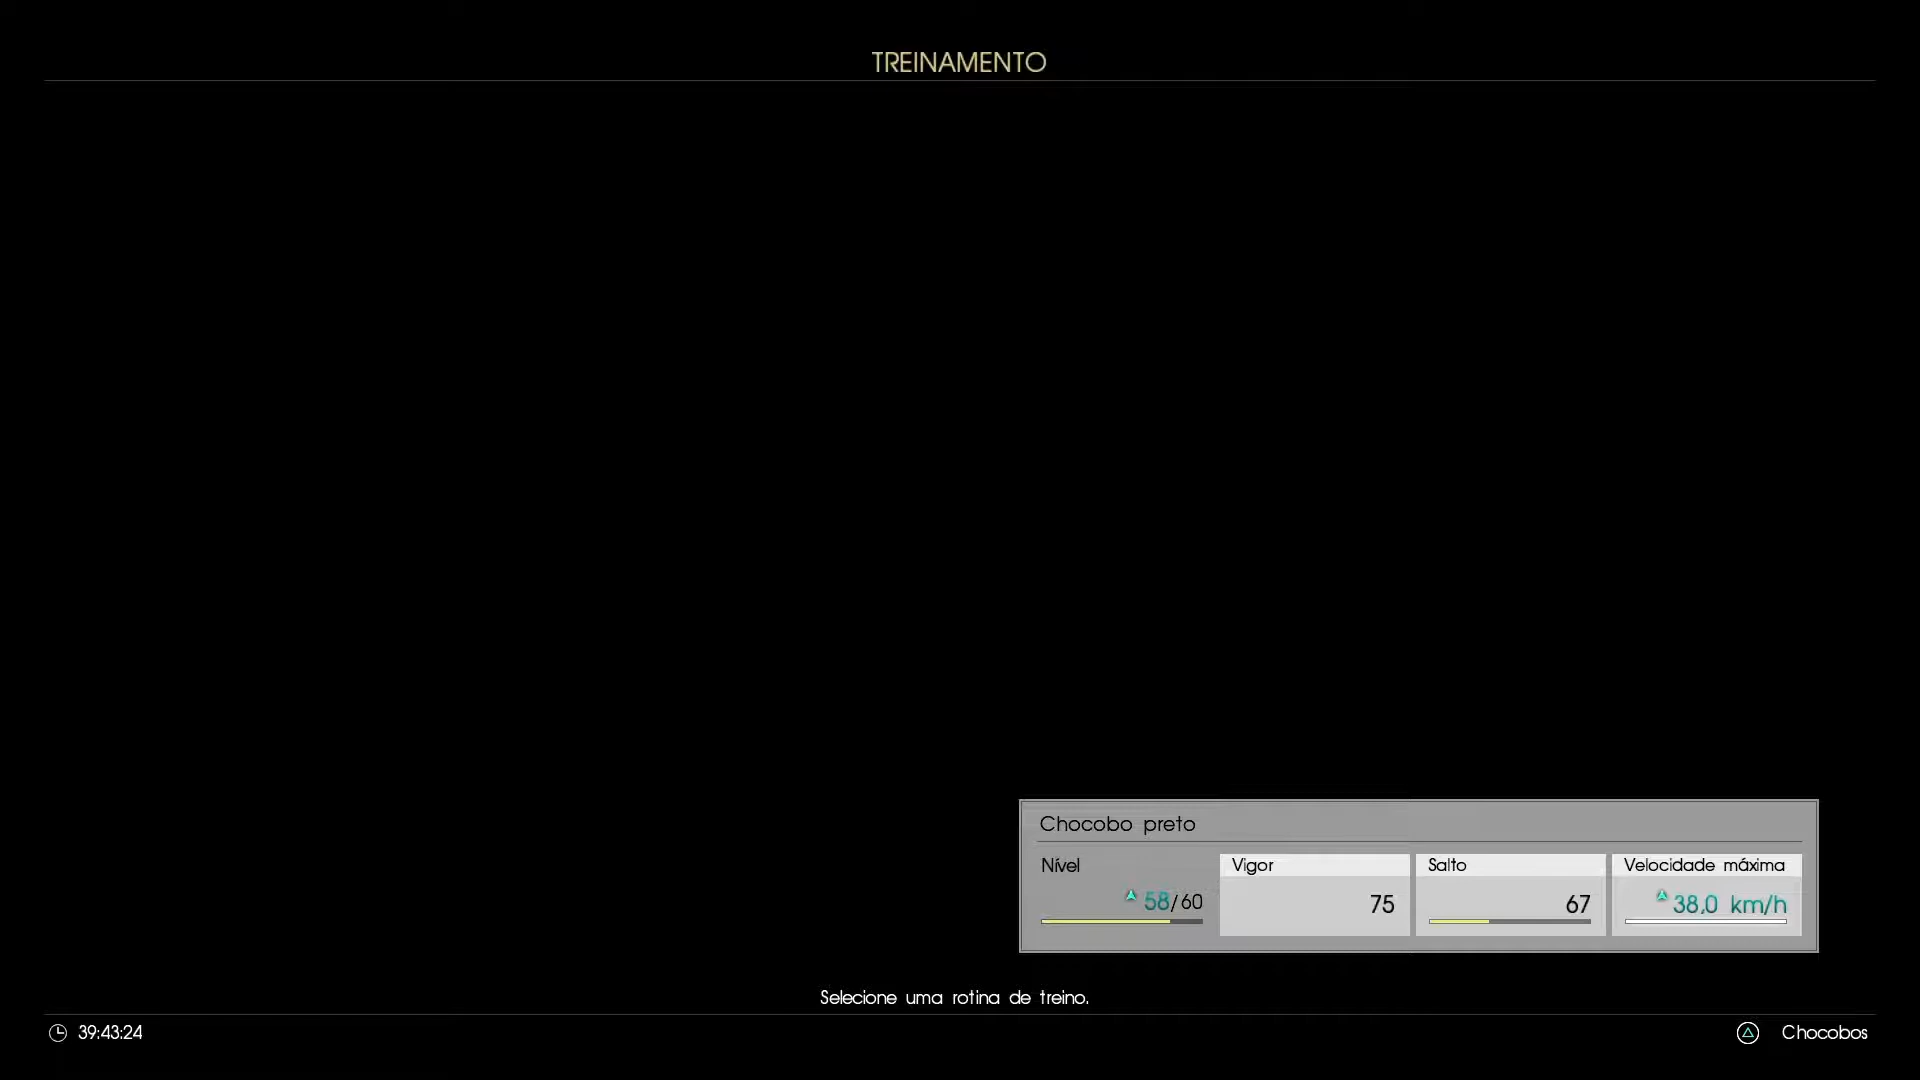 TREINAMENTO
Chocobo preto
Nível
58/60
Vigor
75
Salto
67
Velocidade máxima
38,0 km/h
Selecione uma rotina de treino.
39:43:24
Chocobos